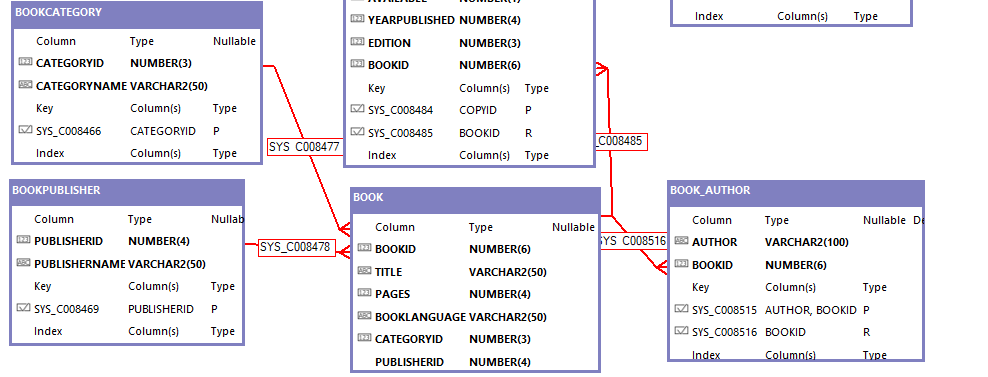 BOOKCATEGORY
Column Type Nullable
CATEGORYID NUMBER(3)
CATEGORYNAME VARCHAR2(50)
Key Column(s) Type
SYS_C008466 CATEGORYID P
Index Column(s) Type
YEARPUBLISHED NUMBER(4)
EDITION NUMBER(3)
BOOKID NUMBER(6)
Key Column(s) Type
SYS_C008484 COPYID P
SYS_C008485 BOOKID R
Index Column(s) Type
Index Column(s) Type
SYS_C008477
C008485
BOOKPUBLISHER
Column Type Nullab
PUBLISHERID NUMBER(4)
PUBLISHERNAME VARCHAR2(50)
Key Column(s) Type
SYS_C008469 PUBLISHERID P
Index Column(s) Type
SYS_C008478
BOOK
Column Type Nullable
BOOKID NUMBER(6)
TITLE VARCHAR2(50)
PAGES NUMBER(4)
BOOKLANGUAGE VARCHAR2(50)
CATEGORYID NUMBER(3)
PUBLISHERID NUMBER(4)
SYS_C008516
BOOK_AUTHOR
Column Type Nullable
AUTHOR VARCHAR2(100)
BOOKID NUMBER(6)
Key Column(s) Type
SYS_C008515 AUTHOR, BOOKID P
SYS_C008516 BOOKID R
Index Column(s) Type